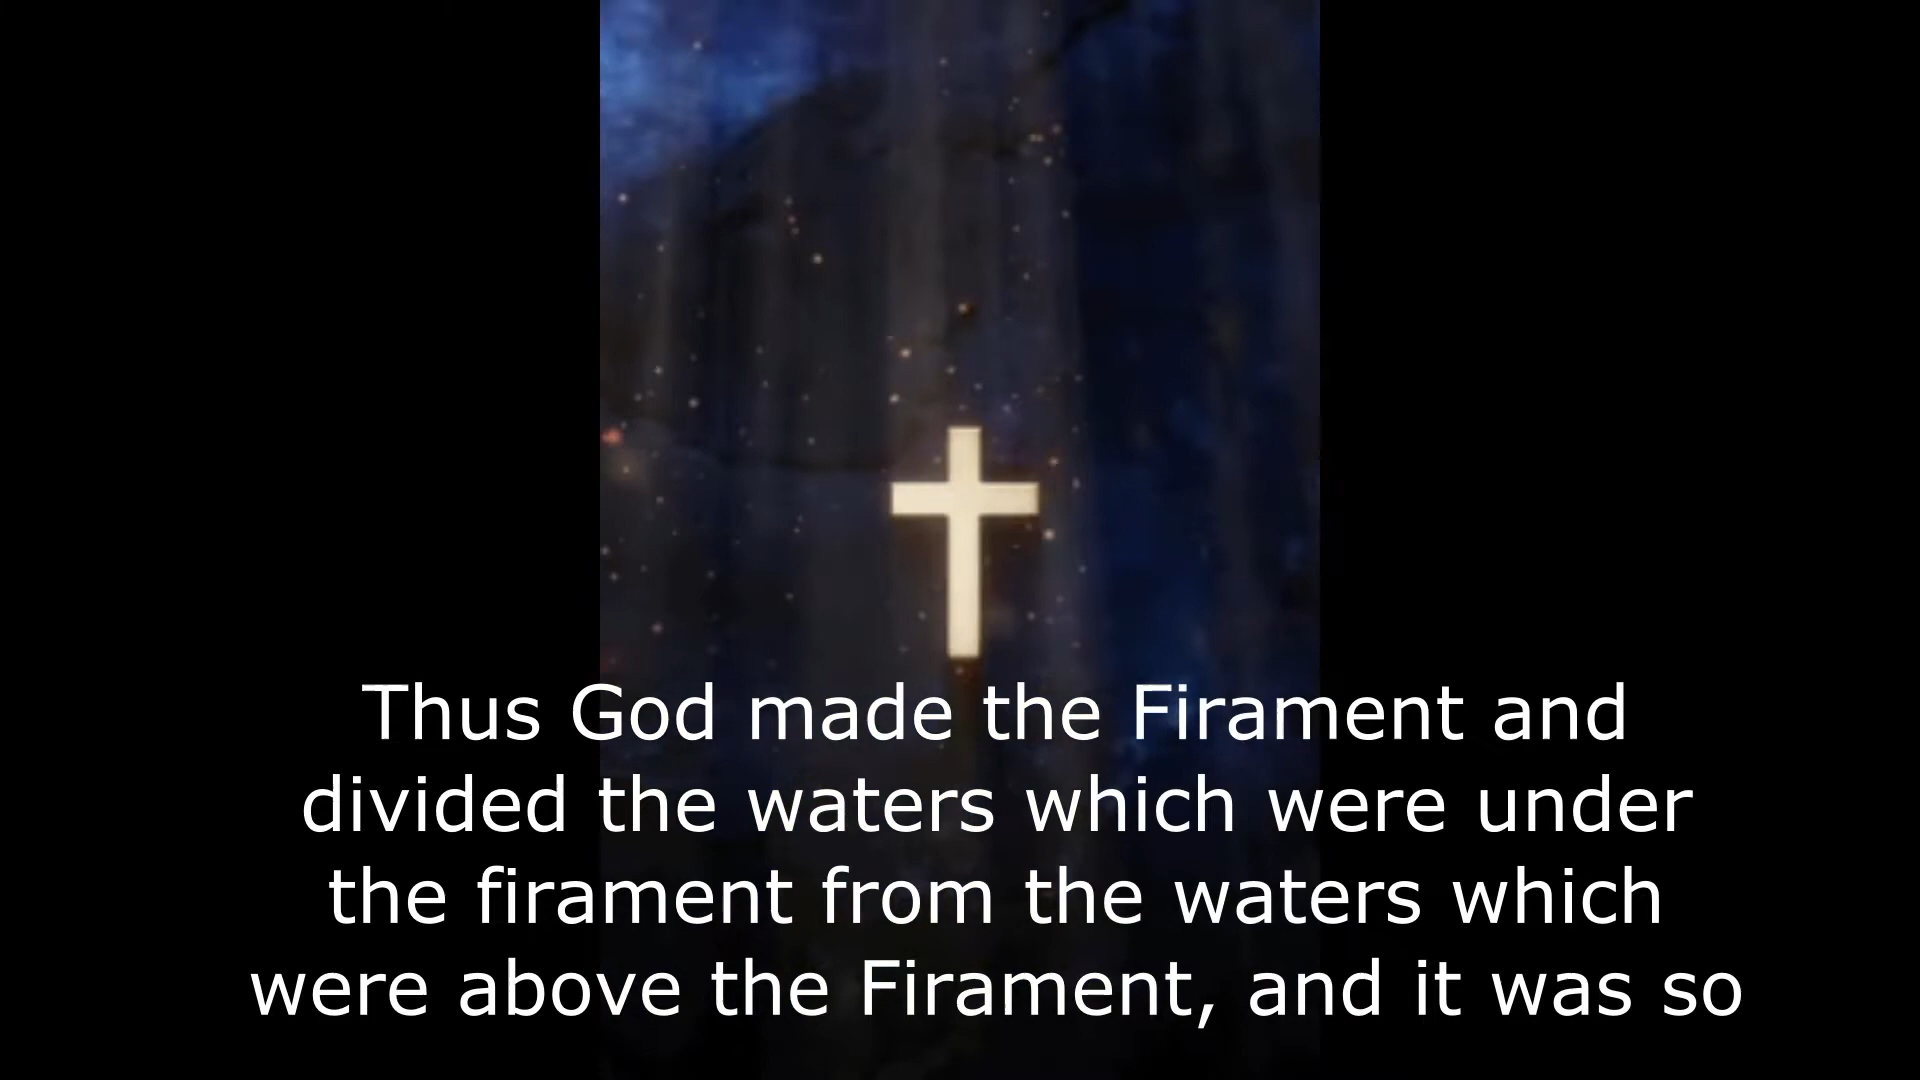 Thus God made the Firament and
divided the waters which were under
the firament from the waters which
were above the Firament, and it was so